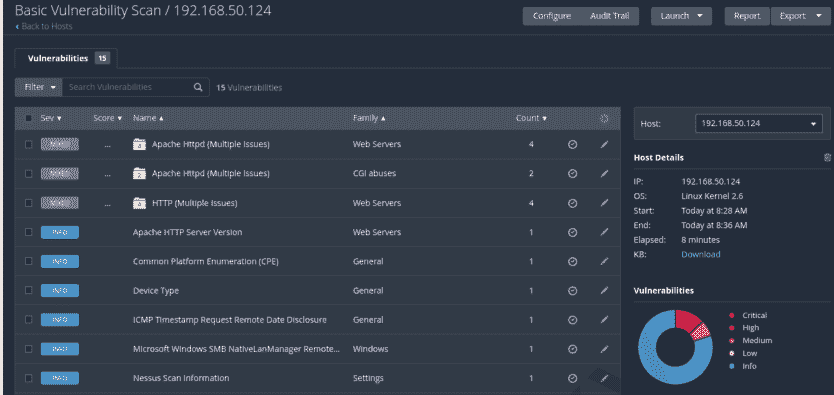 Basic Vulnerability Scan / 192.168.50.124
‹ Back to Hosts
Configure Audit Trail Launch Report Export
Vulnerabilities 15
Filter Search Vulnerabilities 15 Vulnerabilities
Sev Score Name Family Count
MIXED ... Apache Httpd (Multiple Issues) Web Servers 4
MIXED ... Apache Httpd (Multiple Issues) CGI abuses 2
MIXED ... HTTP (Multiple Issues) Web Servers 4
INFO Apache HTTP Server Version Web Servers 1
INFO Common Platform Enumeration (CPE) General 1
INFO Device Type General 1
INFO ICMP Timestamp Request Remote Date Disclosure General 1
INFO Microsoft Windows SMB NativeLanManager Remote... Windows 1
INFO Nessus Scan Information Settings 1
Host: 192.168.50.124
Host Details
IP: 192.168.50.124
OS: Linux Kernel 2.6
Start: Today at 8:28 AM
End: Today at 8:36 AM
Elapsed: 8 minutes
KB: Download
Vulnerabilities
Critical
High
Medium
Low
Info